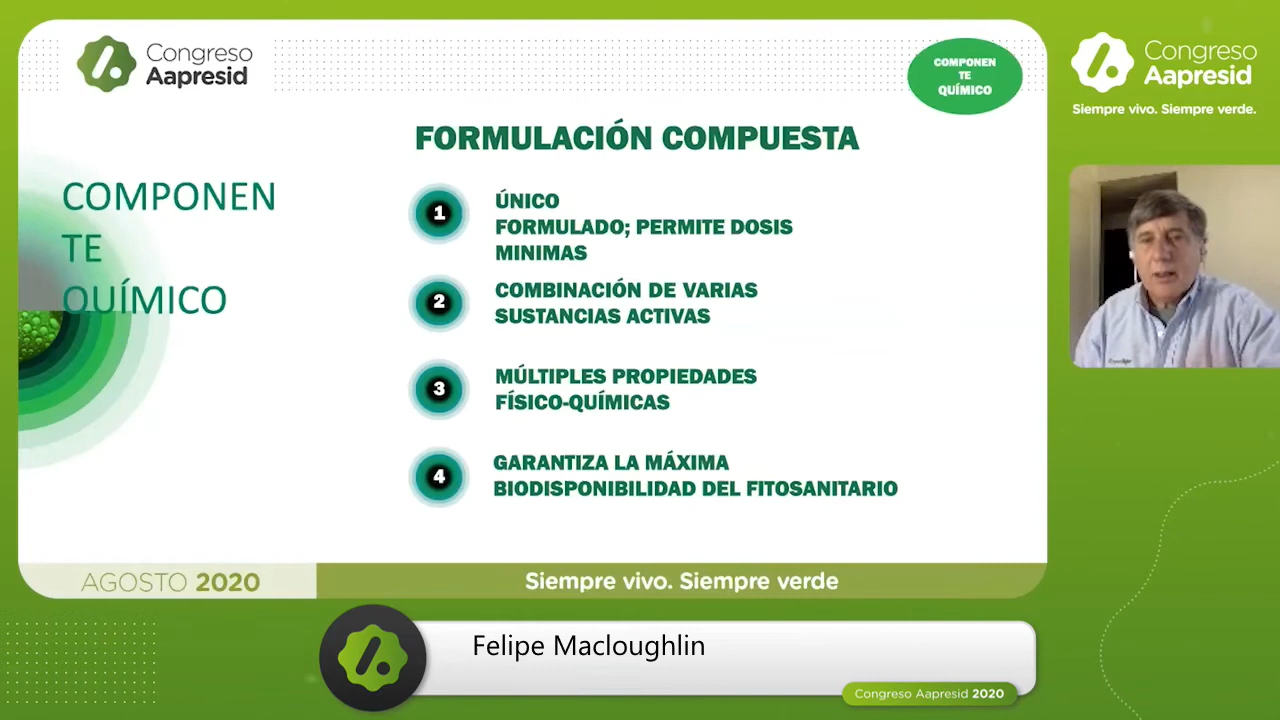 Congreso
Aapresid
COMPONEN
TE
QUÍMICO
Congreso
Aapresid
Siempre vivo. Siempre verde.
FORMULACIÓN COMPUESTA
COMPONEN
TE
QUÍMICO
1
ÚNICO
FORMULADO; PERMITE DOSIS
MINIMAS
2
COMBINACIÓN DE VARIAS
SUSTANCIAS ACTIVAS
3
MÚLTIPLES PROPIEDADES
FÍSICO-QUÍMICAS
4
GARANTIZA LA MÁXIMA
BIODISPONIBILIDAD DEL FITOSANITARIO
AGOSTO 2020
Siempre vivo. Siempre verde
Felipe Macloughlin
Congreso Aapresid 2020